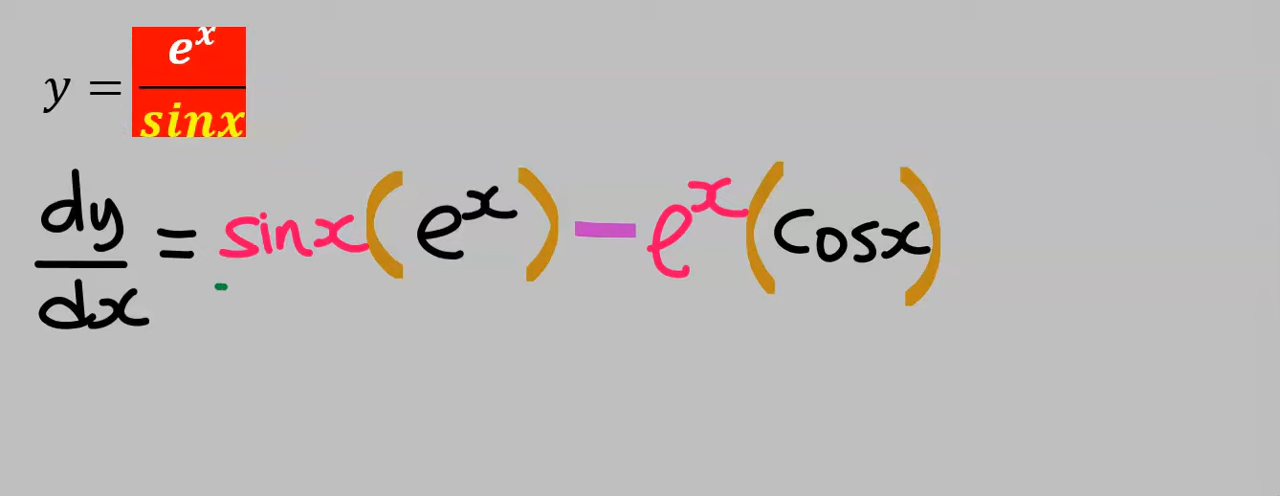 y = e^x / sinx
dy/dx = sinx(e^x) − e^x(cosx)